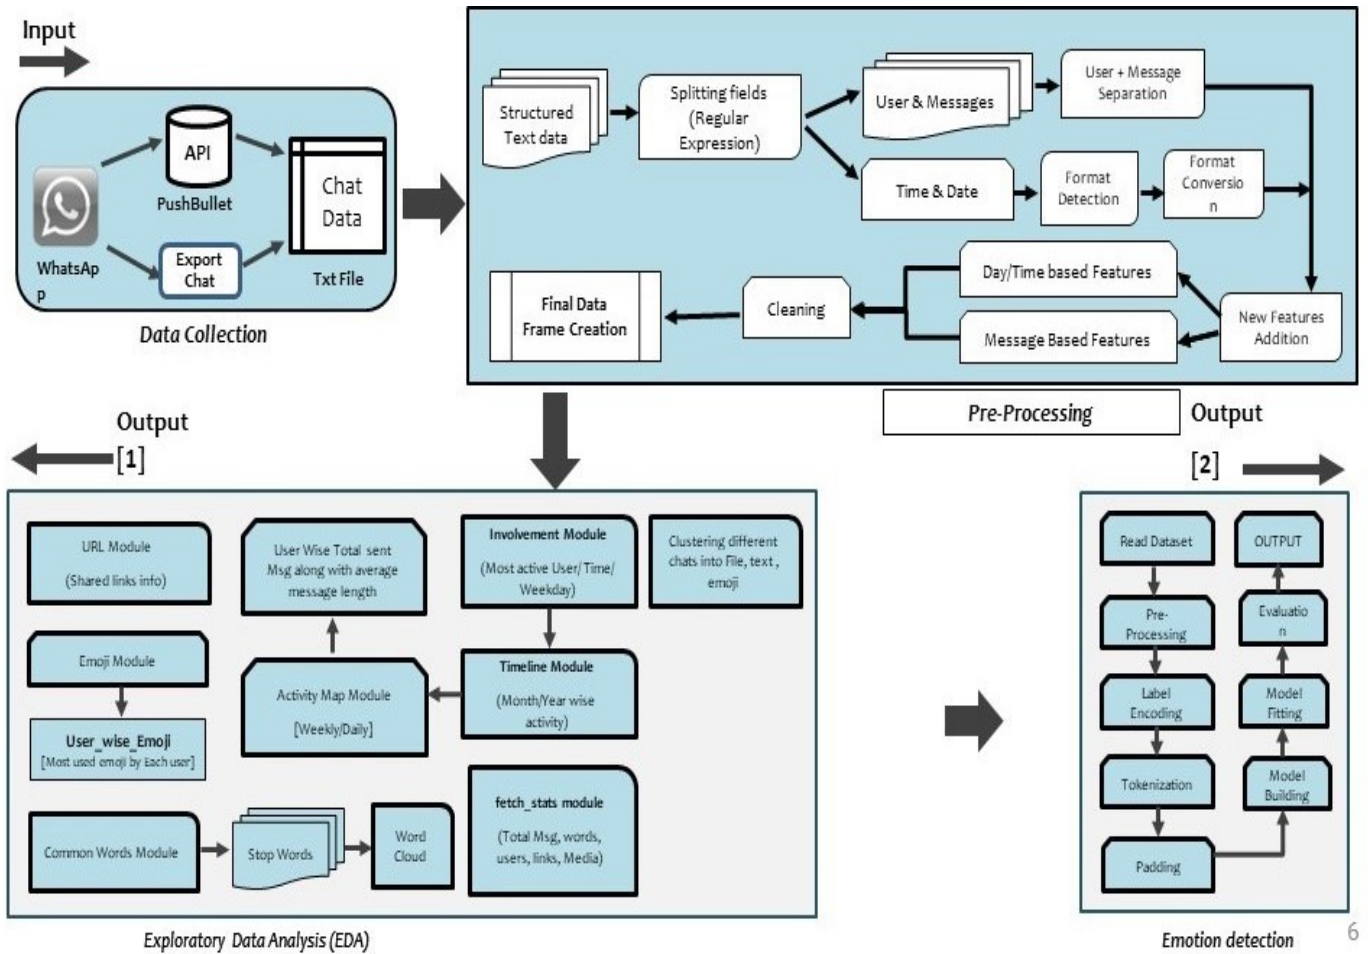 Input
API
PushBullet
WhatsAp
p
Export
Chat
Chat
Data
Txt File
Data Collection
Structured
Text data
Splitting fields
(Regular
Expression)
User & Messages
User + Message
Separation
Time & Date
Format
Detection
Format
Conversio
n
New Features
Addition
Day/Time based Features
Message Based Features
Cleaning
Final Data
Frame Creation
Pre-Processing
Output
[1]
Output
[2]
URL Module
(Shared links info)
Emoji Module
User_wise_Emoji
[Most used emoji by Each user]
Common Words Module
Stop Words
Word
Cloud
User Wise Total sent
Msg along with average
message length
Activity Map Module
[Weekly/Daily]
Involvement Module
(Most active User/ Time/
Weekday)
Timeline Module
(Month/Year wise
activity)
fetch_stats module
(Total Msg, words,
users, links, Media)
Clustering different
chats into File, text ,
emoji
Exploratory Data Analysis (EDA)
Read Dataset
Pre-
Processing
Label
Encoding
Tokenization
Padding
Model
Building
Model
Fitting
Evaluatio
n
OUTPUT
Emotion detection
6